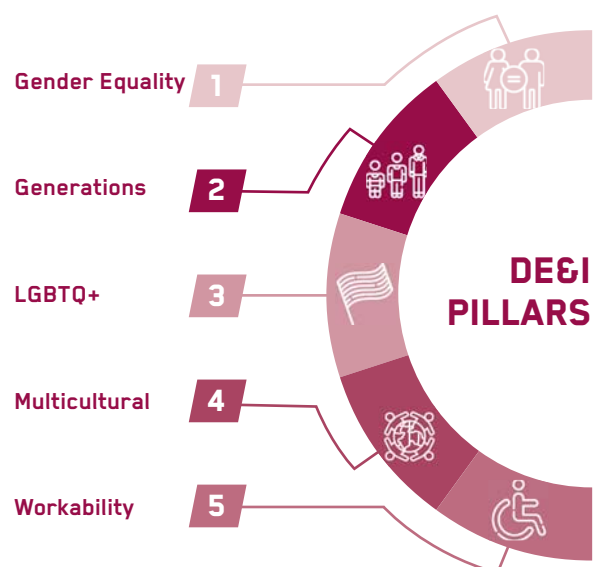 Gender Equality 1
Generations 2
LGBTQ+ 3
Multicultural 4
Workability 5
DE&I
PILLARS